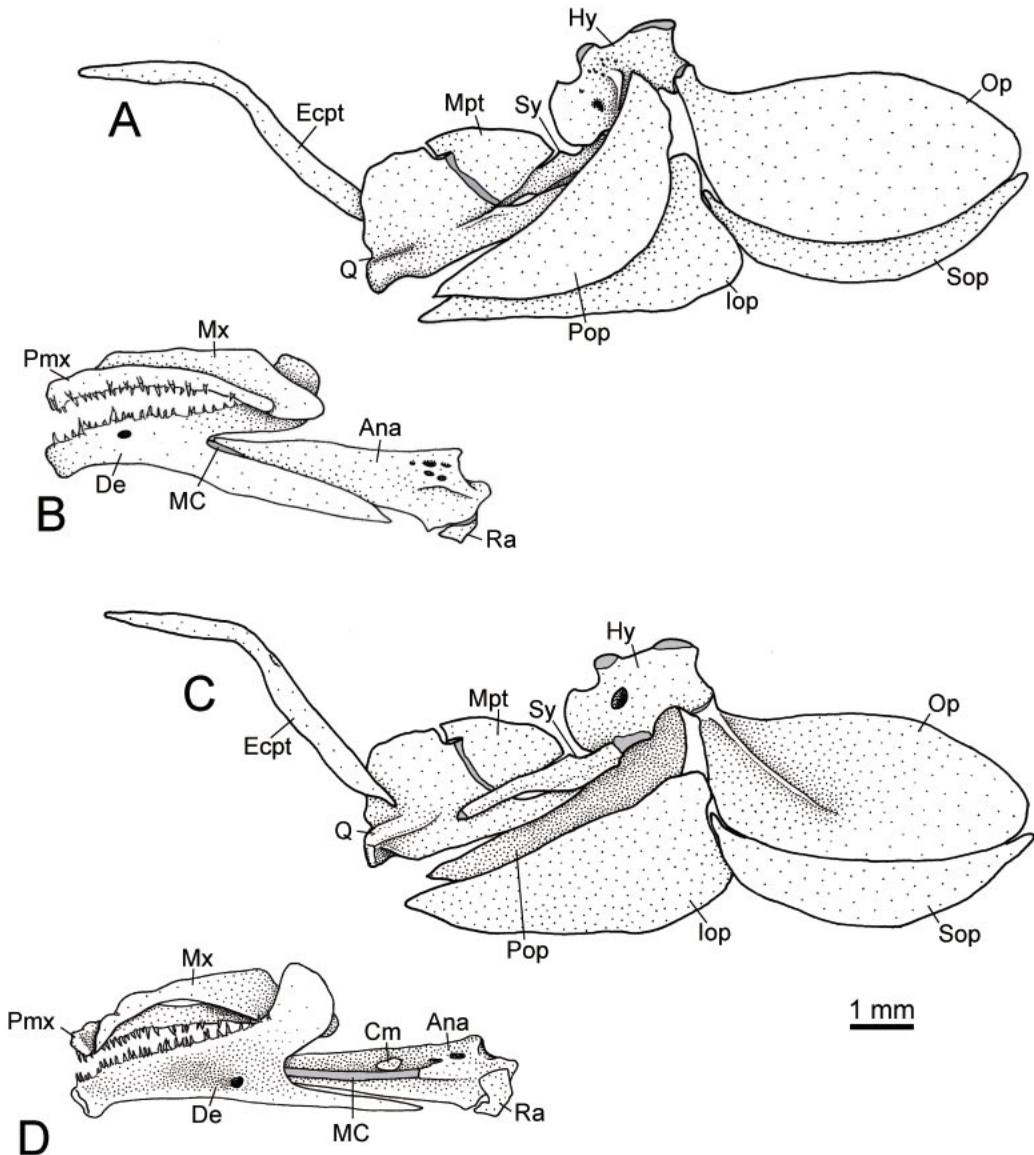 Hy
Op
Sy
Mpt
Ecpt
A
Q
Sop
Iop
Pop
Mx
Pmx
Ana
De
MC
B
Ra
Hy
C
Op
Mpt
Sy
Ecpt
Q
Pop
Iop
Sop
Mx
1 mm
Pmx
Cm
Ana
De
MC
Ra
D